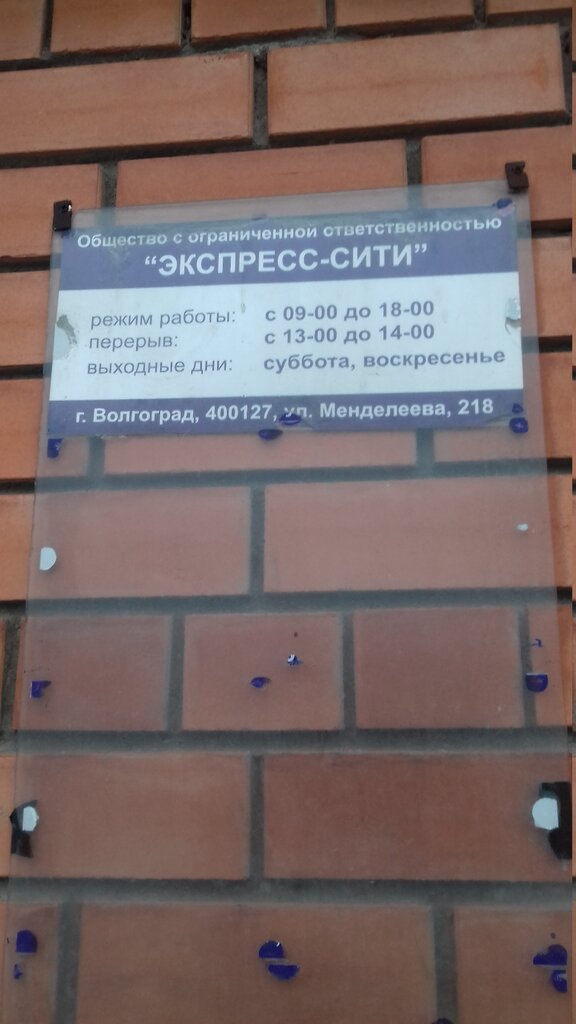 Общество с ограниченной ответственностью
“ЭКСПРЕСС-СИТИ”
режим работы: с 09-00 до 18-00
перерыв: с 13-00 до 14-00
выходные дни: суббота, воскресенье
г. Волгоград, 400127, ул. Менделеева, 218